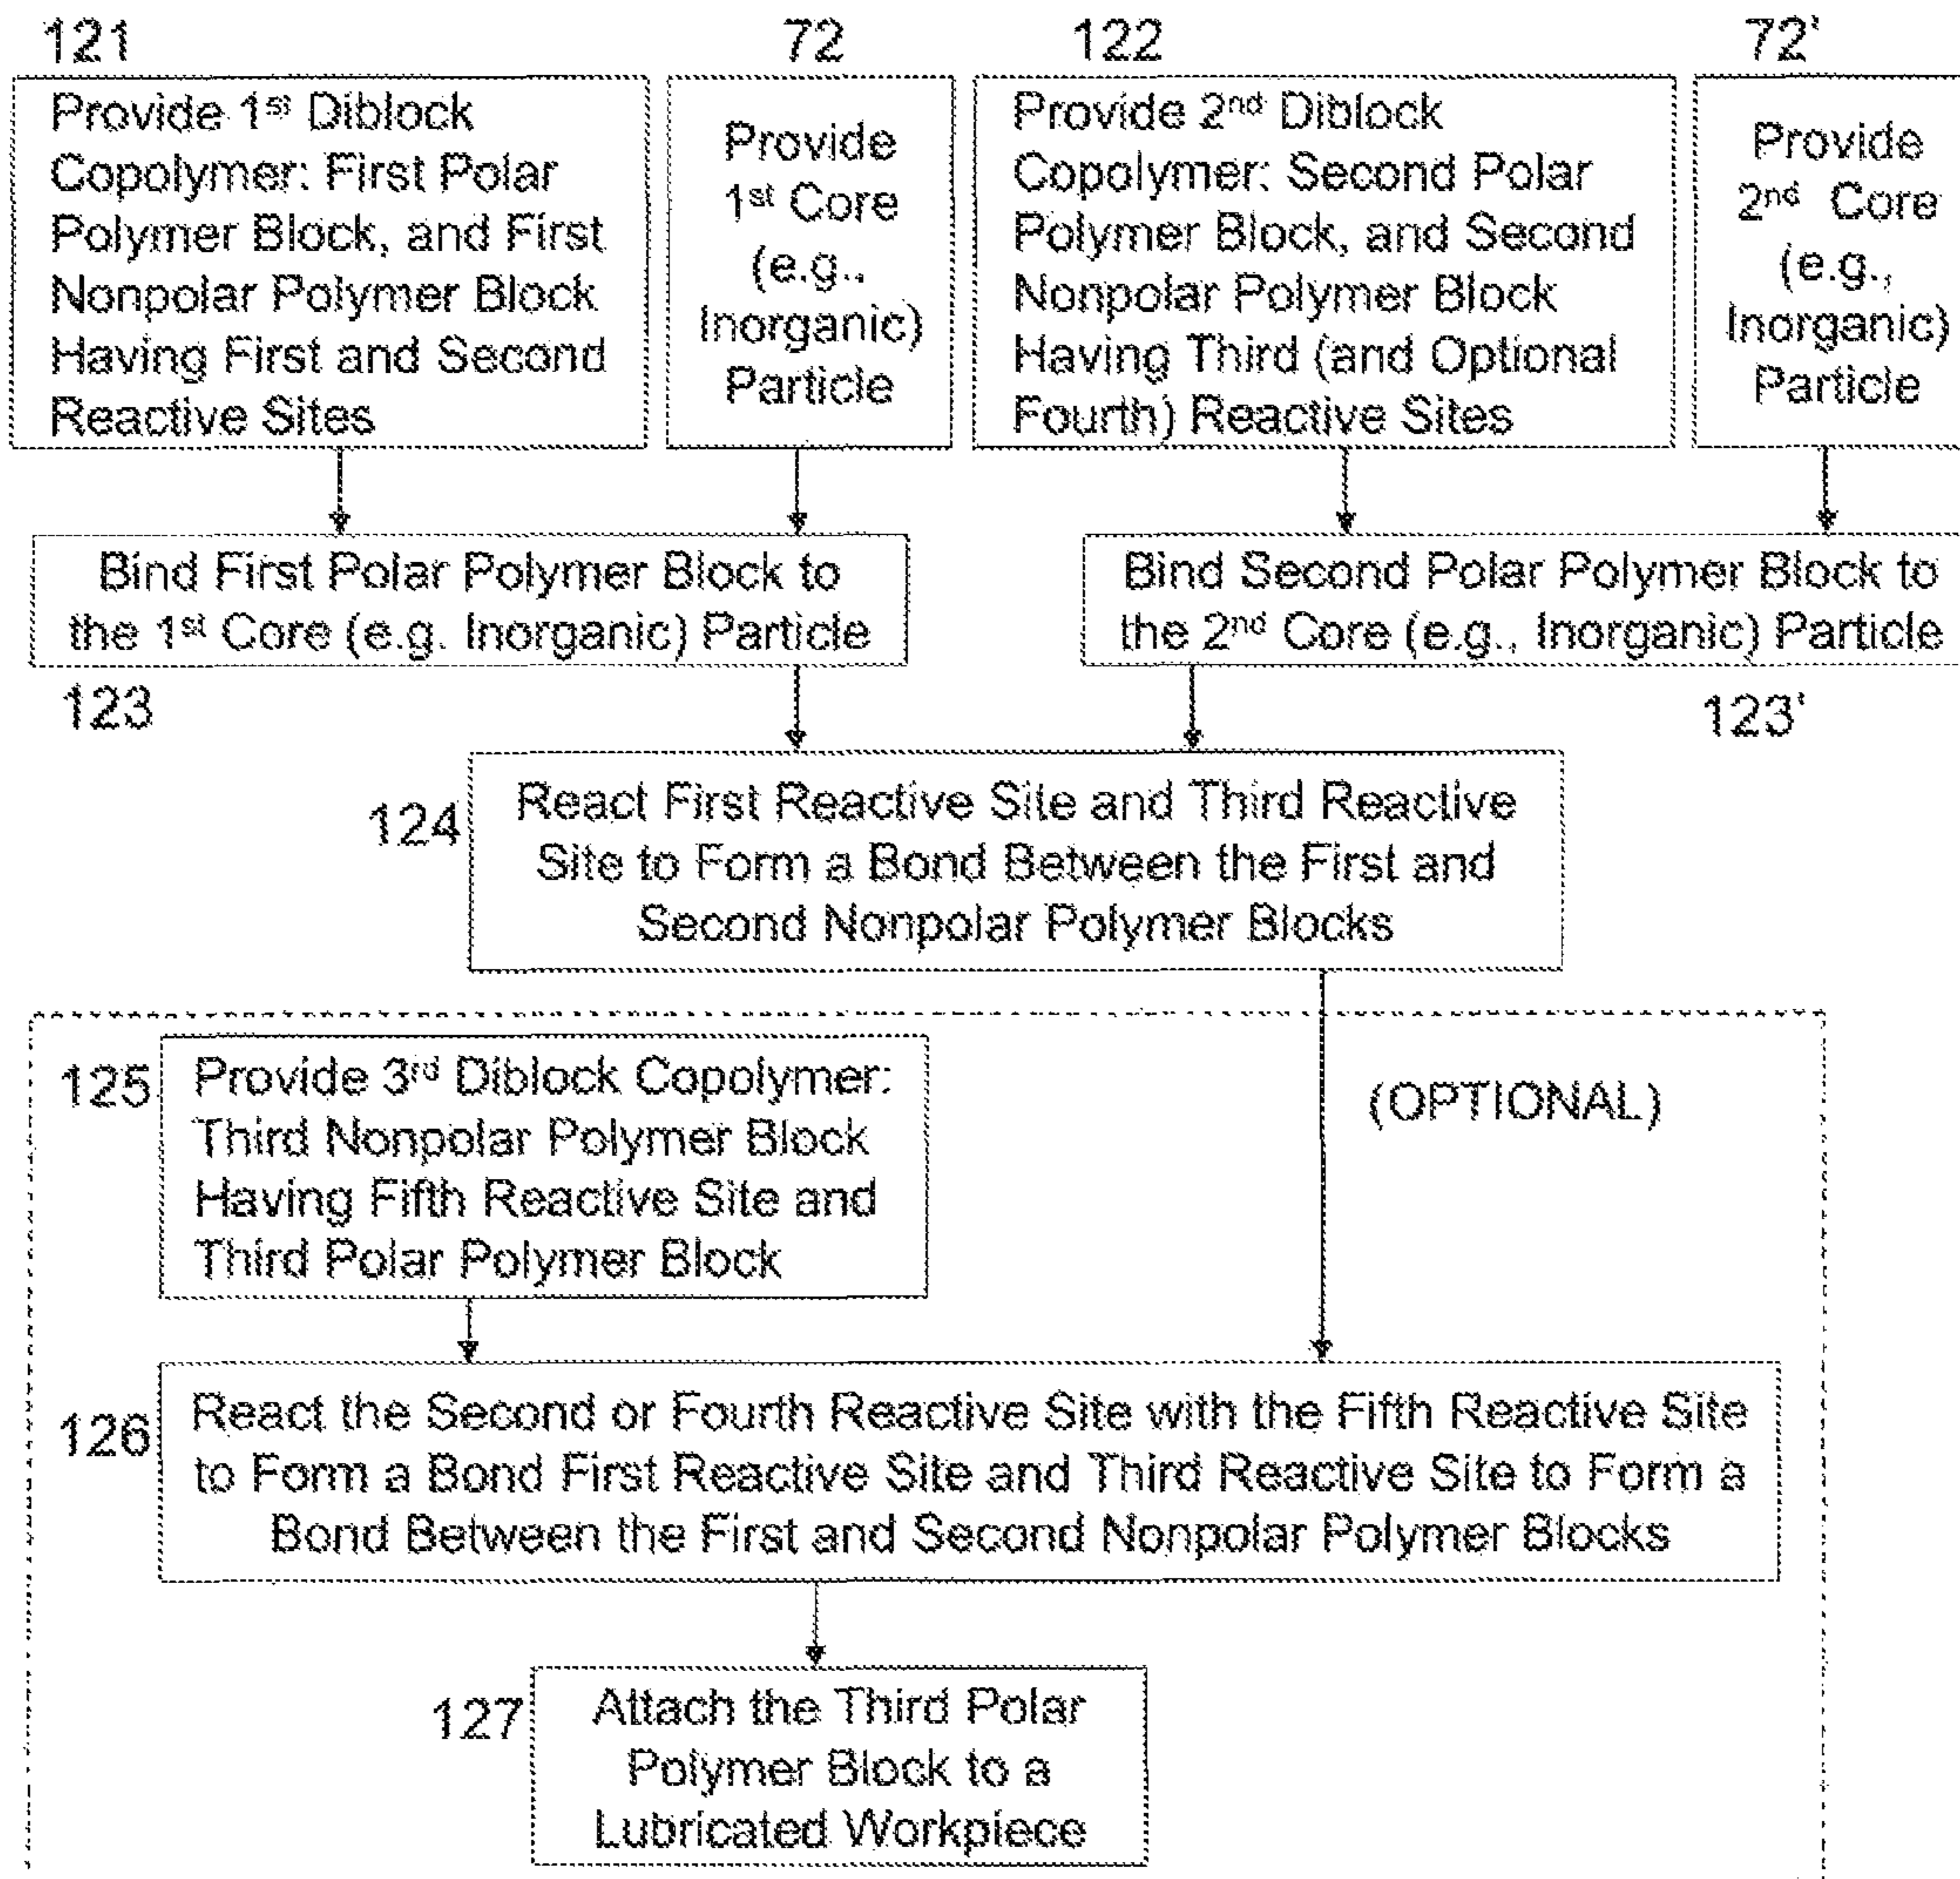 121
Provide 1st Diblock
Copolymer: First Polar
Polymer Block, and First
Nonpolar Polymer Block
Having First and Second
Reactive Sites
72
Provide
1st Core
(e.g.,
Inorganic)
Particle
122
Provide 2nd Diblock
Copolymer: Second Polar
Polymer Block, and Second
Nonpolar Polymer Block
Having Third (and Optional
Fourth) Reactive Sites
72'
Provide
2nd Core
(e.g.,
Inorganic)
Particle
Bind First Polar Polymer Block to
the 1st Core (e.g. Inorganic) Particle
123
Bind Second Polar Polymer Block to
the 2nd Core (e.g., Inorganic) Particle
123'
124
React First Reactive Site and Third Reactive
Site to Form a Bond Between the First and
Second Nonpolar Polymer Blocks
125
Provide 3rd Diblock Copolymer:
Third Nonpolar Polymer Block
Having Fifth Reactive Site and
Third Polar Polymer Block
(OPTIONAL)
126
React the Second or Fourth Reactive Site with the Fifth Reactive Site
to Form a Bond First Reactive Site and Third Reactive Site to Form a
Bond Between the First and Second Nonpolar Polymer Blocks
127
Attach the Third Polar
Polymer Block to a
Lubricated Workpiece